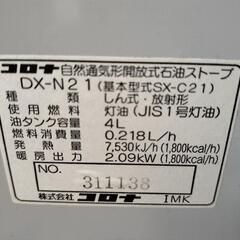 コロナ 自然通気形開放式石油ストーブ
DX-N21(基本型式SX-C21)
種類 しん式・放射形
使用燃料 灯油(JIS1号灯油)
油タンク容量 4L
燃料消費量 0.218L/h
発熱量 7,530kJ/h(1,800kcal/h)
暖房出力 2.09kW(1,800kcal/h)
NO. 311138
株式会社コロナ IMK